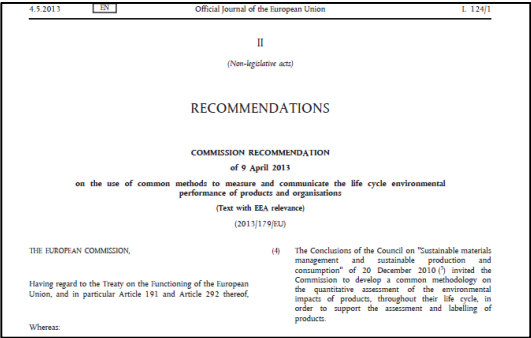 4.5.2013 EN Official Journal of the European Union L 124/1
II
(Non-legislative acts)
RECOMMENDATIONS
COMMISSION RECOMMENDATION
of 9 April 2013
on the use of common methods to measure and communicate the life cycle environmental
performance of products and organisations
(Text with EEA relevance)
(2013/179/EU)
THE EUROPEAN COMMISSION,
Having regard to the Treaty on the Functioning of the European
Union, and in particular Article 191 and Article 292 thereof,
Whereas:
(4) The Conclusions of the Council on "Sustainable materials
management and sustainable production and
consumption" of 20 December 2010 (³) invited the
Commission to develop a common methodology on
the quantitative assessment of the environmental
impacts of products, throughout their life cycle, in
order to support the assessment and labelling of
products.